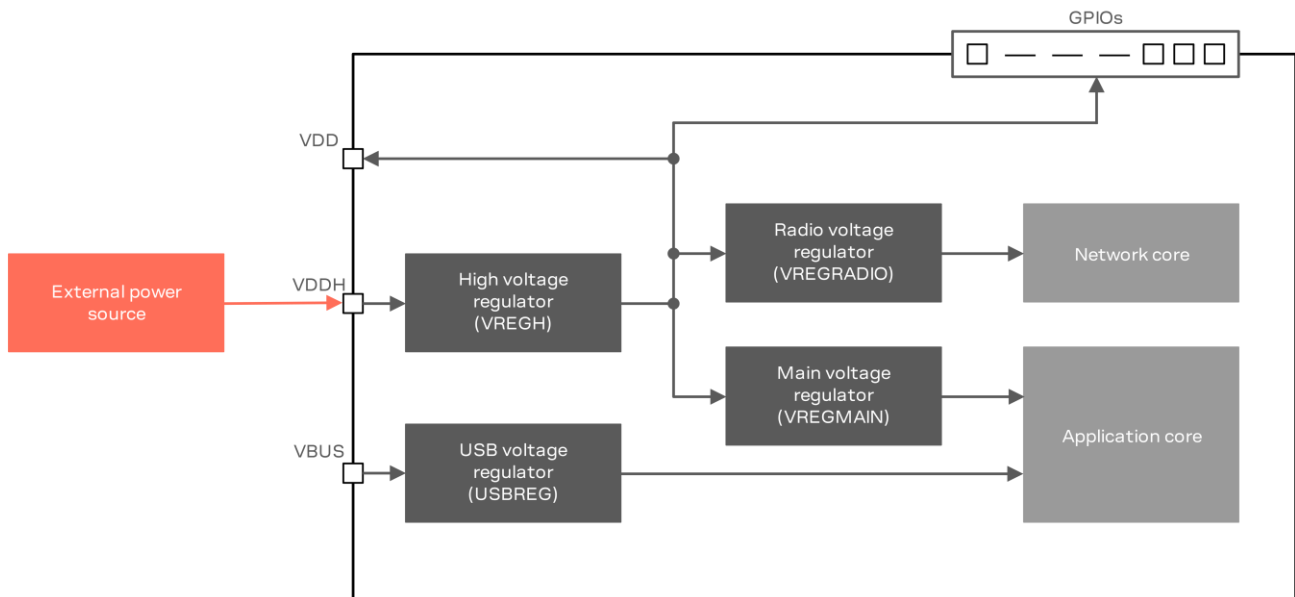 GPIOs
VDD
Radio voltage
regulator
(VREGRADIO)
Network core
External power
source
VDDH
High voltage
regulator
(VREGH)
Main voltage
regulator
(VREGMAIN)
Application core
VBUS
USB voltage
regulator
(USBREG)